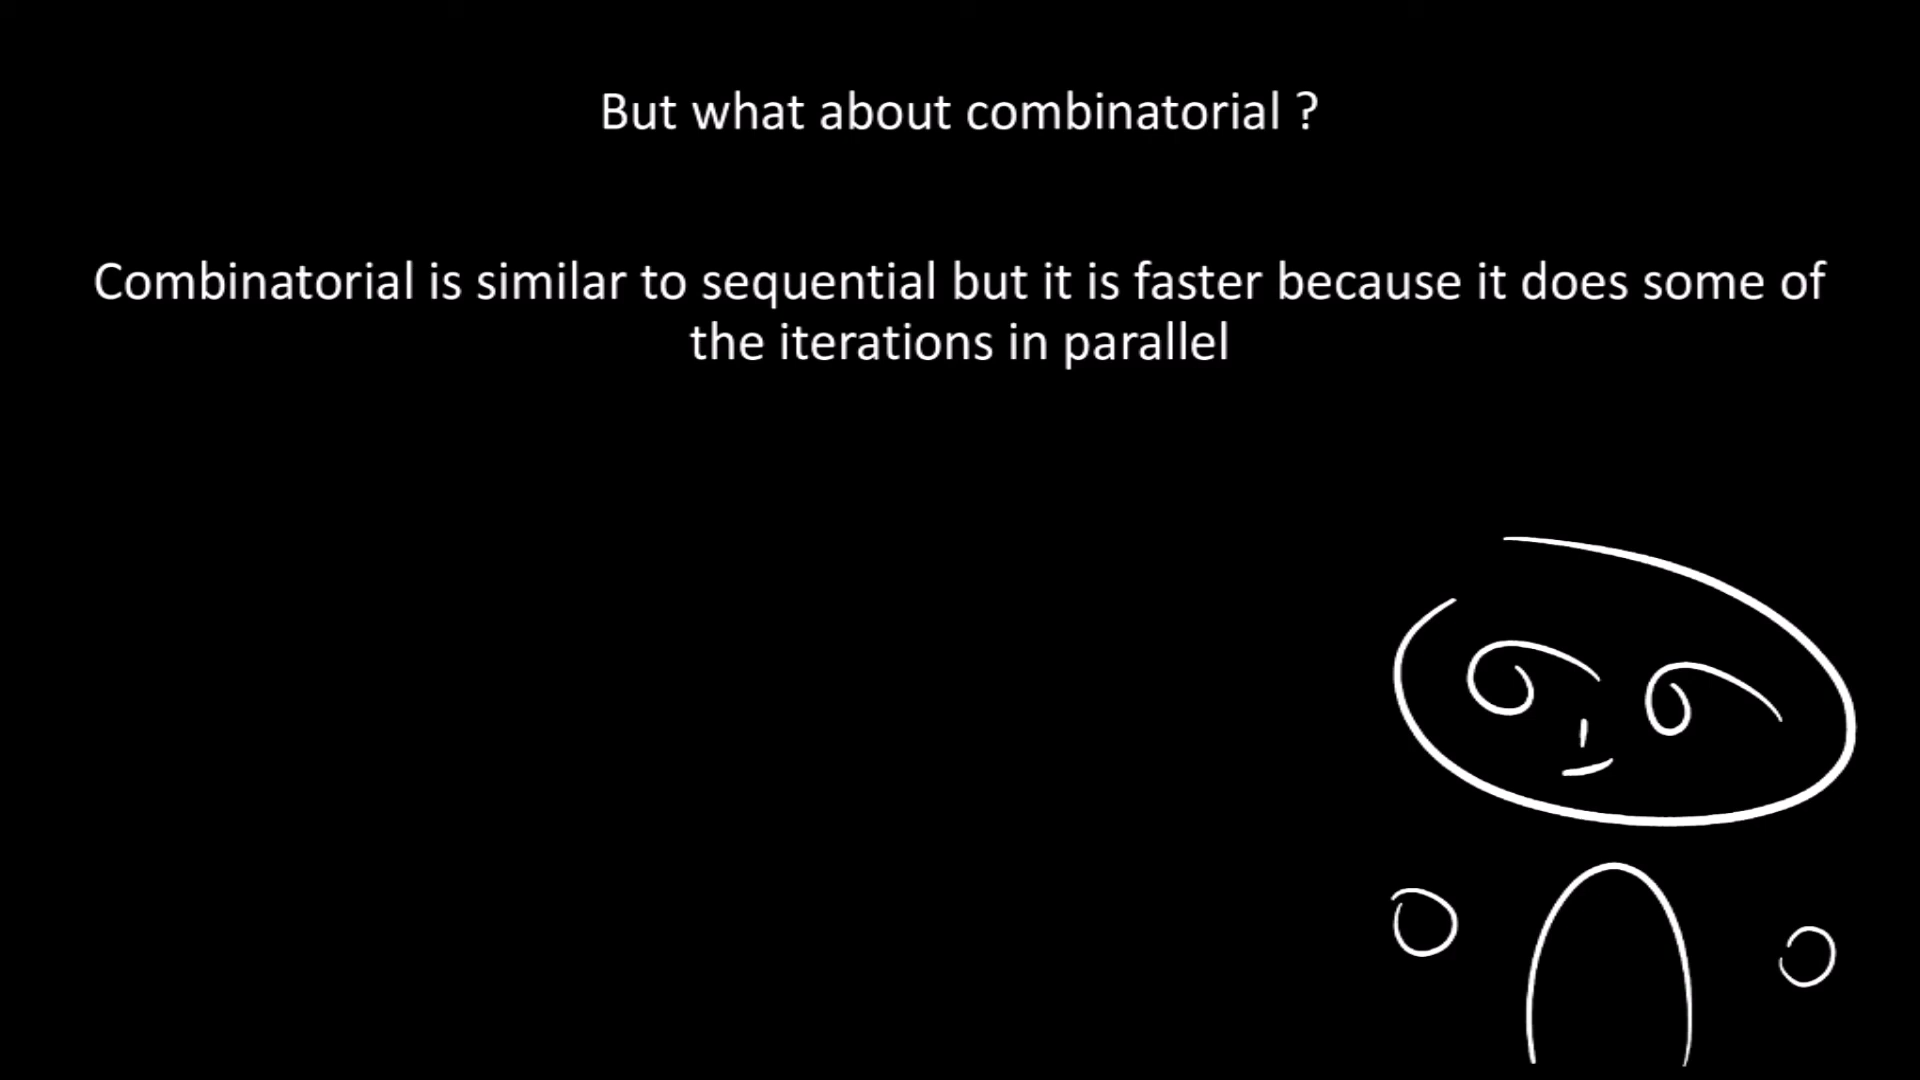 But what about combinatorial ?
Combinatorial is similar to sequential but it is faster because it does some of
the iterations in parallel